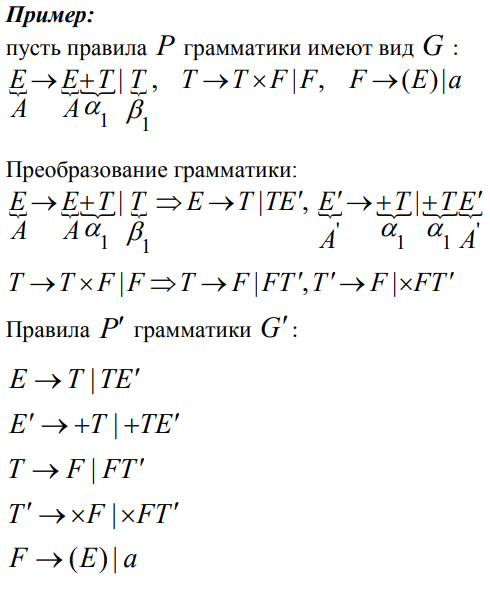 Пример:
пусть правила P грамматики имеют вид G :
E → E+T | T , T → T × F | F, F → (E) | a
A A α₁ β₁
Преобразование грамматики:
E → E+T | T ⇒ E → T | TE′, E′ → +T | +TE′
A A α₁ β₁ A' α₁ α₁ A'
T → T × F | F ⇒ T → F | FT′, T′ → F | ×FT′
Правила P′ грамматики G′ :
E → T | TE′
E′ → +T | +TE′
T → F | FT′
T′ → ×F | ×FT′
F → (E) | a